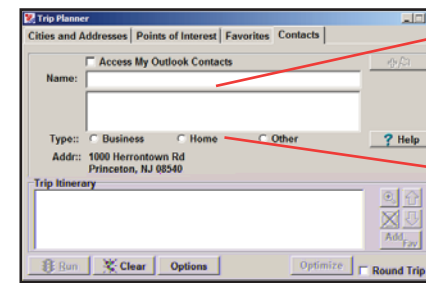 Trip Planner
Cities and Addresses Points of Interest Favorites Contacts
Access My Outlook Contacts
Name:
Type:: Business Home Other
? Help
Addr:: 1000 Herrontown Rd
Princeton, NJ 08540
Trip Itinerary
Add Fav
Run Clear Options Optimize Round Trip